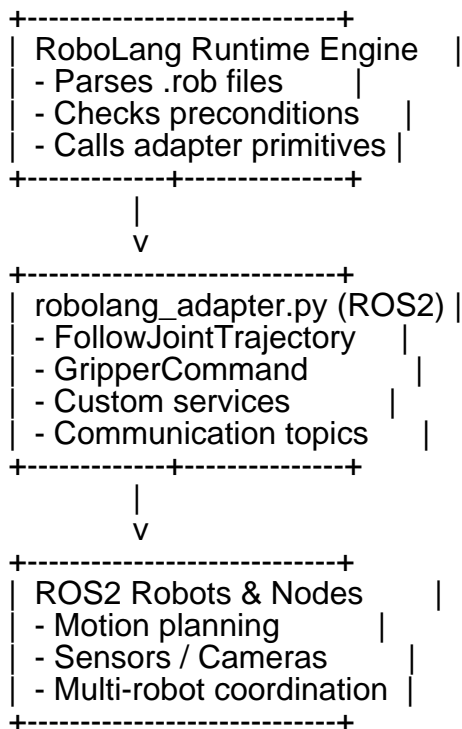 +-----------------------------+
| RoboLang Runtime Engine   |
| - Parses .rob files       |
| - Checks preconditions    |
| - Calls adapter primitives |
+-------------+---------------+
|
v
+-----------------------------+
| robolang_adapter.py (ROS2) |
| - FollowJointTrajectory    |
| - GripperCommand          |
| - Custom services        |
| - Communication topics     |
+-------------+---------------+
|
v
+-----------------------------+
| ROS2 Robots & Nodes       |
| - Motion planning        |
| - Sensors / Cameras       |
| - Multi-robot coordination |
+-----------------------------+